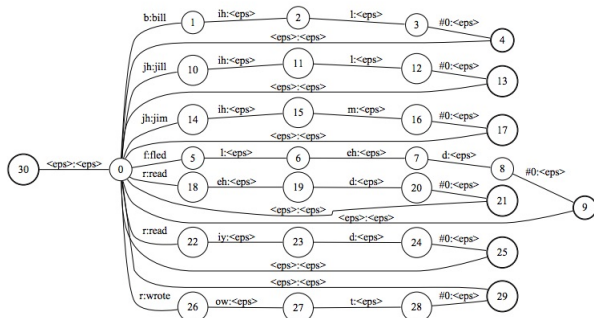 b:bill ih:<eps> l:<eps> #0:<eps>
1 2 3 4
<eps>:<eps>
jh:jill ih:<eps> l:<eps> #0:<eps>
10 11 12 13
<eps>:<eps>
jh:jim ih:<eps> m:<eps> #0:<eps>
14 15 16 17
<eps>:<eps>
f:fled l:<eps> eh:<eps> d:<eps> #0:<eps>
5 6 7 8 9
30 <eps>:<eps> 0
r:read eh:<eps> d:<eps> #0:<eps>
18 19 20 21
<eps>:<eps>
<eps>:<eps>
r:read iy:<eps> d:<eps> #0:<eps>
22 23 24 25
<eps>:<eps>
<eps>:<eps>
r:wrote ow:<eps> t:<eps> #0:<eps>
26 27 28 29